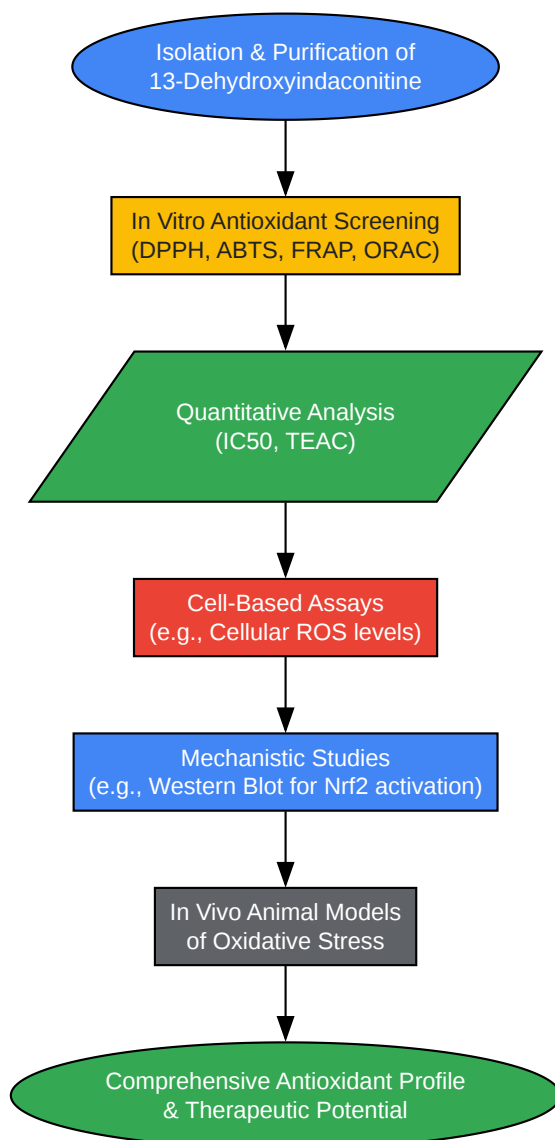 Isolation & Purification of
13-Dehydroxyindaconitine
In Vitro Antioxidant Screening
(DPPH, ABTS, FRAP, ORAC)
Quantitative Analysis
(IC50, TEAC)
Cell-Based Assays
(e.g., Cellular ROS levels)
Mechanistic Studies
(e.g., Western Blot for Nrf2 activation)
In Vivo Animal Models
of Oxidative Stress
Comprehensive Antioxidant Profile
& Therapeutic Potential